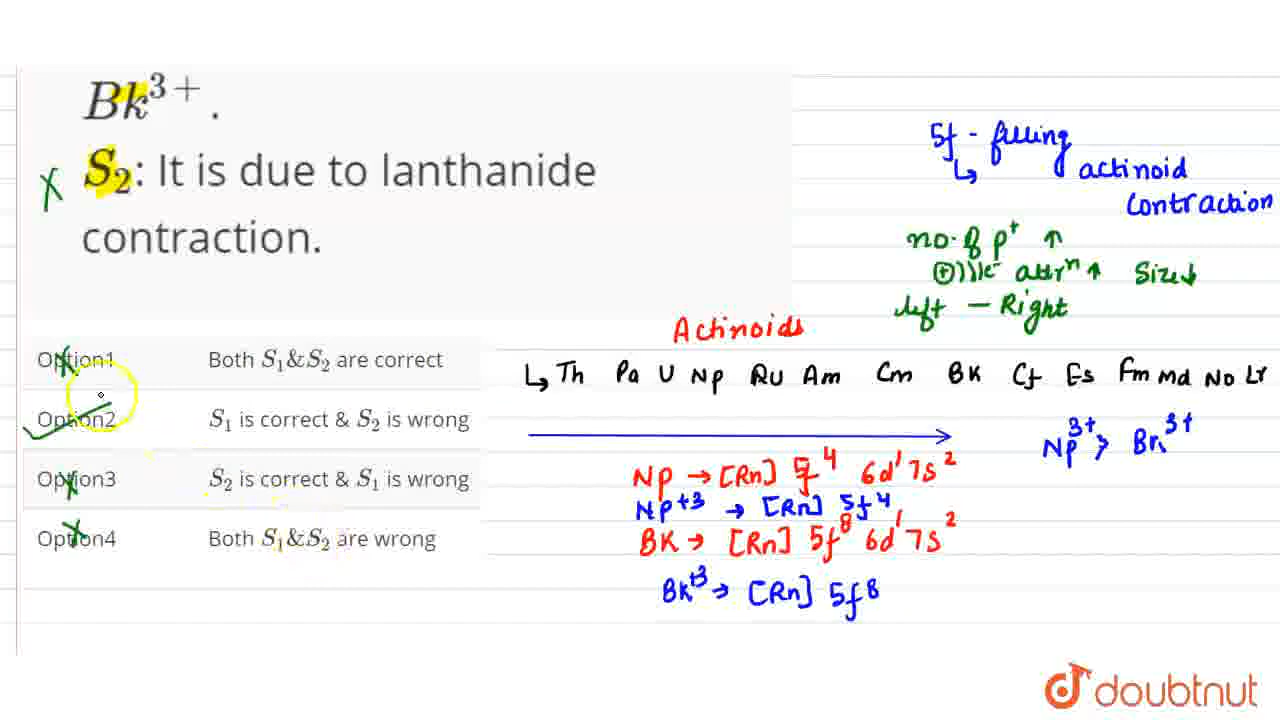 Bk³⁺.
X S₂: It is due to lanthanide
contraction.
5f - filling
↳ actinoid
contraction
no. of p⁺ ↑
⊕)))e⁻ attrⁿ ↑ Size↓
left — Right
Actinoids
↳ Th Pa U Np Ru Am Cm BK Cf Es Fm Md No Lr
Option1 Both S₁&S₂ are correct
Option2 S₁ is correct & S₂ is wrong
Option3 S₂ is correct & S₁ is wrong
Option4 Both S₁&S₂ are wrong
Np³⁺ > Bk³⁺
Np → [Rn] 5f⁴ 6d¹ 7s²
Np⁺³ → [Rn] 5f⁴
BK → [Rn] 5f⁸ 6d¹ 7s²
Bk⁺³ → [Rn] 5f⁸
doubtnut